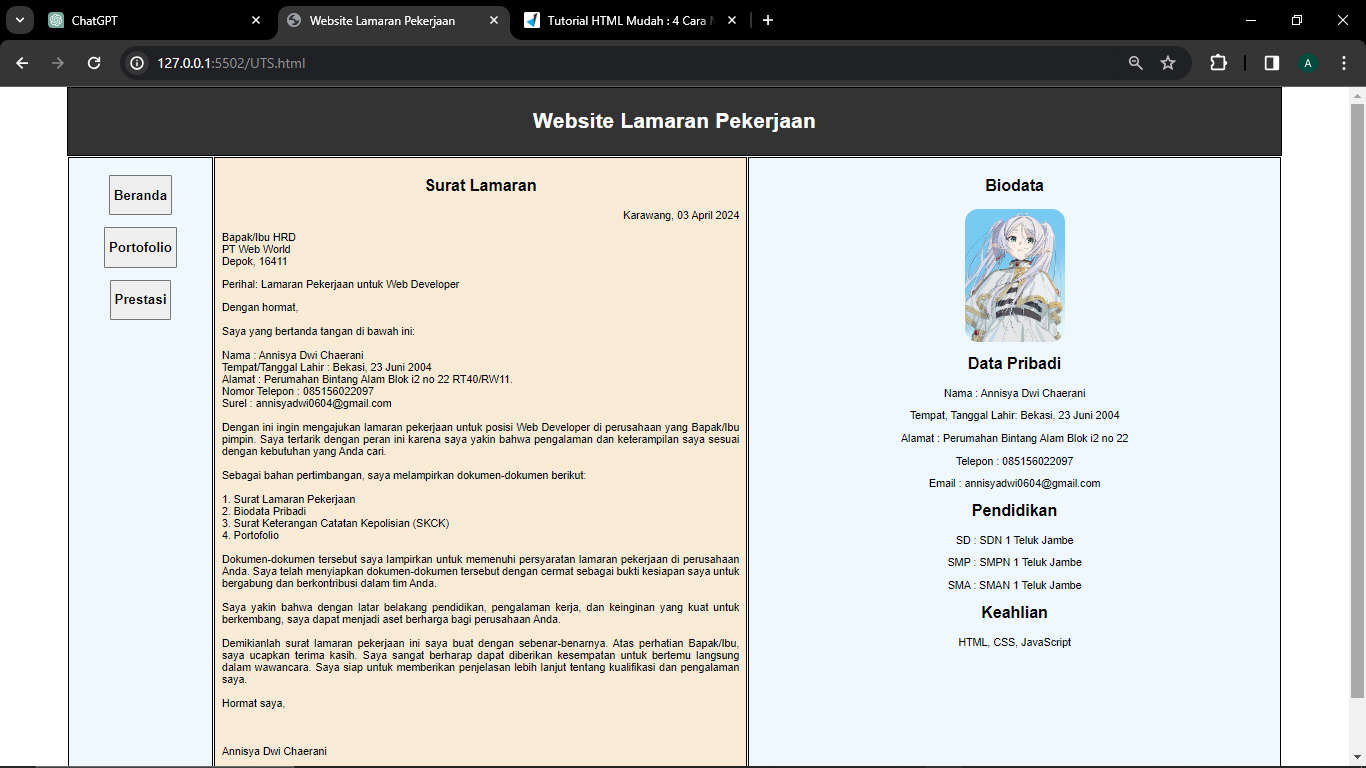 ChatGPT
Website Lamaran Pekerjaan
Tutorial HTML Mudah : 4 Cara
127.0.0.1:5502/UTS.html
A
Website Lamaran Pekerjaan
Beranda
Portofolio
Prestasi
Surat Lamaran
Karawang, 03 April 2024
Bapak/Ibu HRD
PT Web World
Depok, 16411
Perihal: Lamaran Pekerjaan untuk Web Developer
Dengan hormat,
Saya yang bertanda tangan di bawah ini:
Nama : Annisya Dwi Chaerani
Tempat/Tanggal Lahir : Bekasi, 23 Juni 2004
Alamat : Perumahan Bintang Alam Blok i2 no 22 RT40/RW11.
Nomor Telepon : 085156022097
Surel : annisyadwi0604@gmail.com
Dengan ini ingin mengajukan lamaran pekerjaan untuk posisi Web Developer di perusahaan yang Bapak/Ibu
pimpin. Saya tertarik dengan peran ini karena saya yakin bahwa pengalaman dan keterampilan saya sesuai
dengan kebutuhan yang Anda cari.
Sebagai bahan pertimbangan, saya melampirkan dokumen-dokumen berikut:
1. Surat Lamaran Pekerjaan
2. Biodata Pribadi
3. Surat Keterangan Catatan Kepolisian (SKCK)
4. Portofolio
Dokumen-dokumen tersebut saya lampirkan untuk memenuhi persyaratan lamaran pekerjaan di perusahaan
Anda. Saya telah menyiapkan dokumen-dokumen tersebut dengan cermat sebagai bukti kesiapan saya untuk
bergabung dan berkontribusi dalam tim Anda.
Saya yakin bahwa dengan latar belakang pendidikan, pengalaman kerja, dan keinginan yang kuat untuk
berkembang, saya dapat menjadi aset berharga bagi perusahaan Anda.
Demikianlah surat lamaran pekerjaan ini saya buat dengan sebenar-benarnya. Atas perhatian Bapak/Ibu,
saya ucapkan terima kasih. Saya sangat berharap dapat diberikan kesempatan untuk bertemu langsung
dalam wawancara. Saya siap untuk memberikan penjelasan lebih lanjut tentang kualifikasi dan pengalaman
saya.
Hormat saya,
Annisya Dwi Chaerani
Biodata
Data Pribadi
Nama : Annisya Dwi Chaerani
Tempat, Tanggal Lahir: Bekasi, 23 Juni 2004
Alamat : Perumahan Bintang Alam Blok i2 no 22
Telepon : 085156022097
Email : annisyadwi0604@gmail.com
Pendidikan
SD : SDN 1 Teluk Jambe
SMP : SMPN 1 Teluk Jambe
SMA : SMAN 1 Teluk Jambe
Keahlian
HTML, CSS, JavaScript